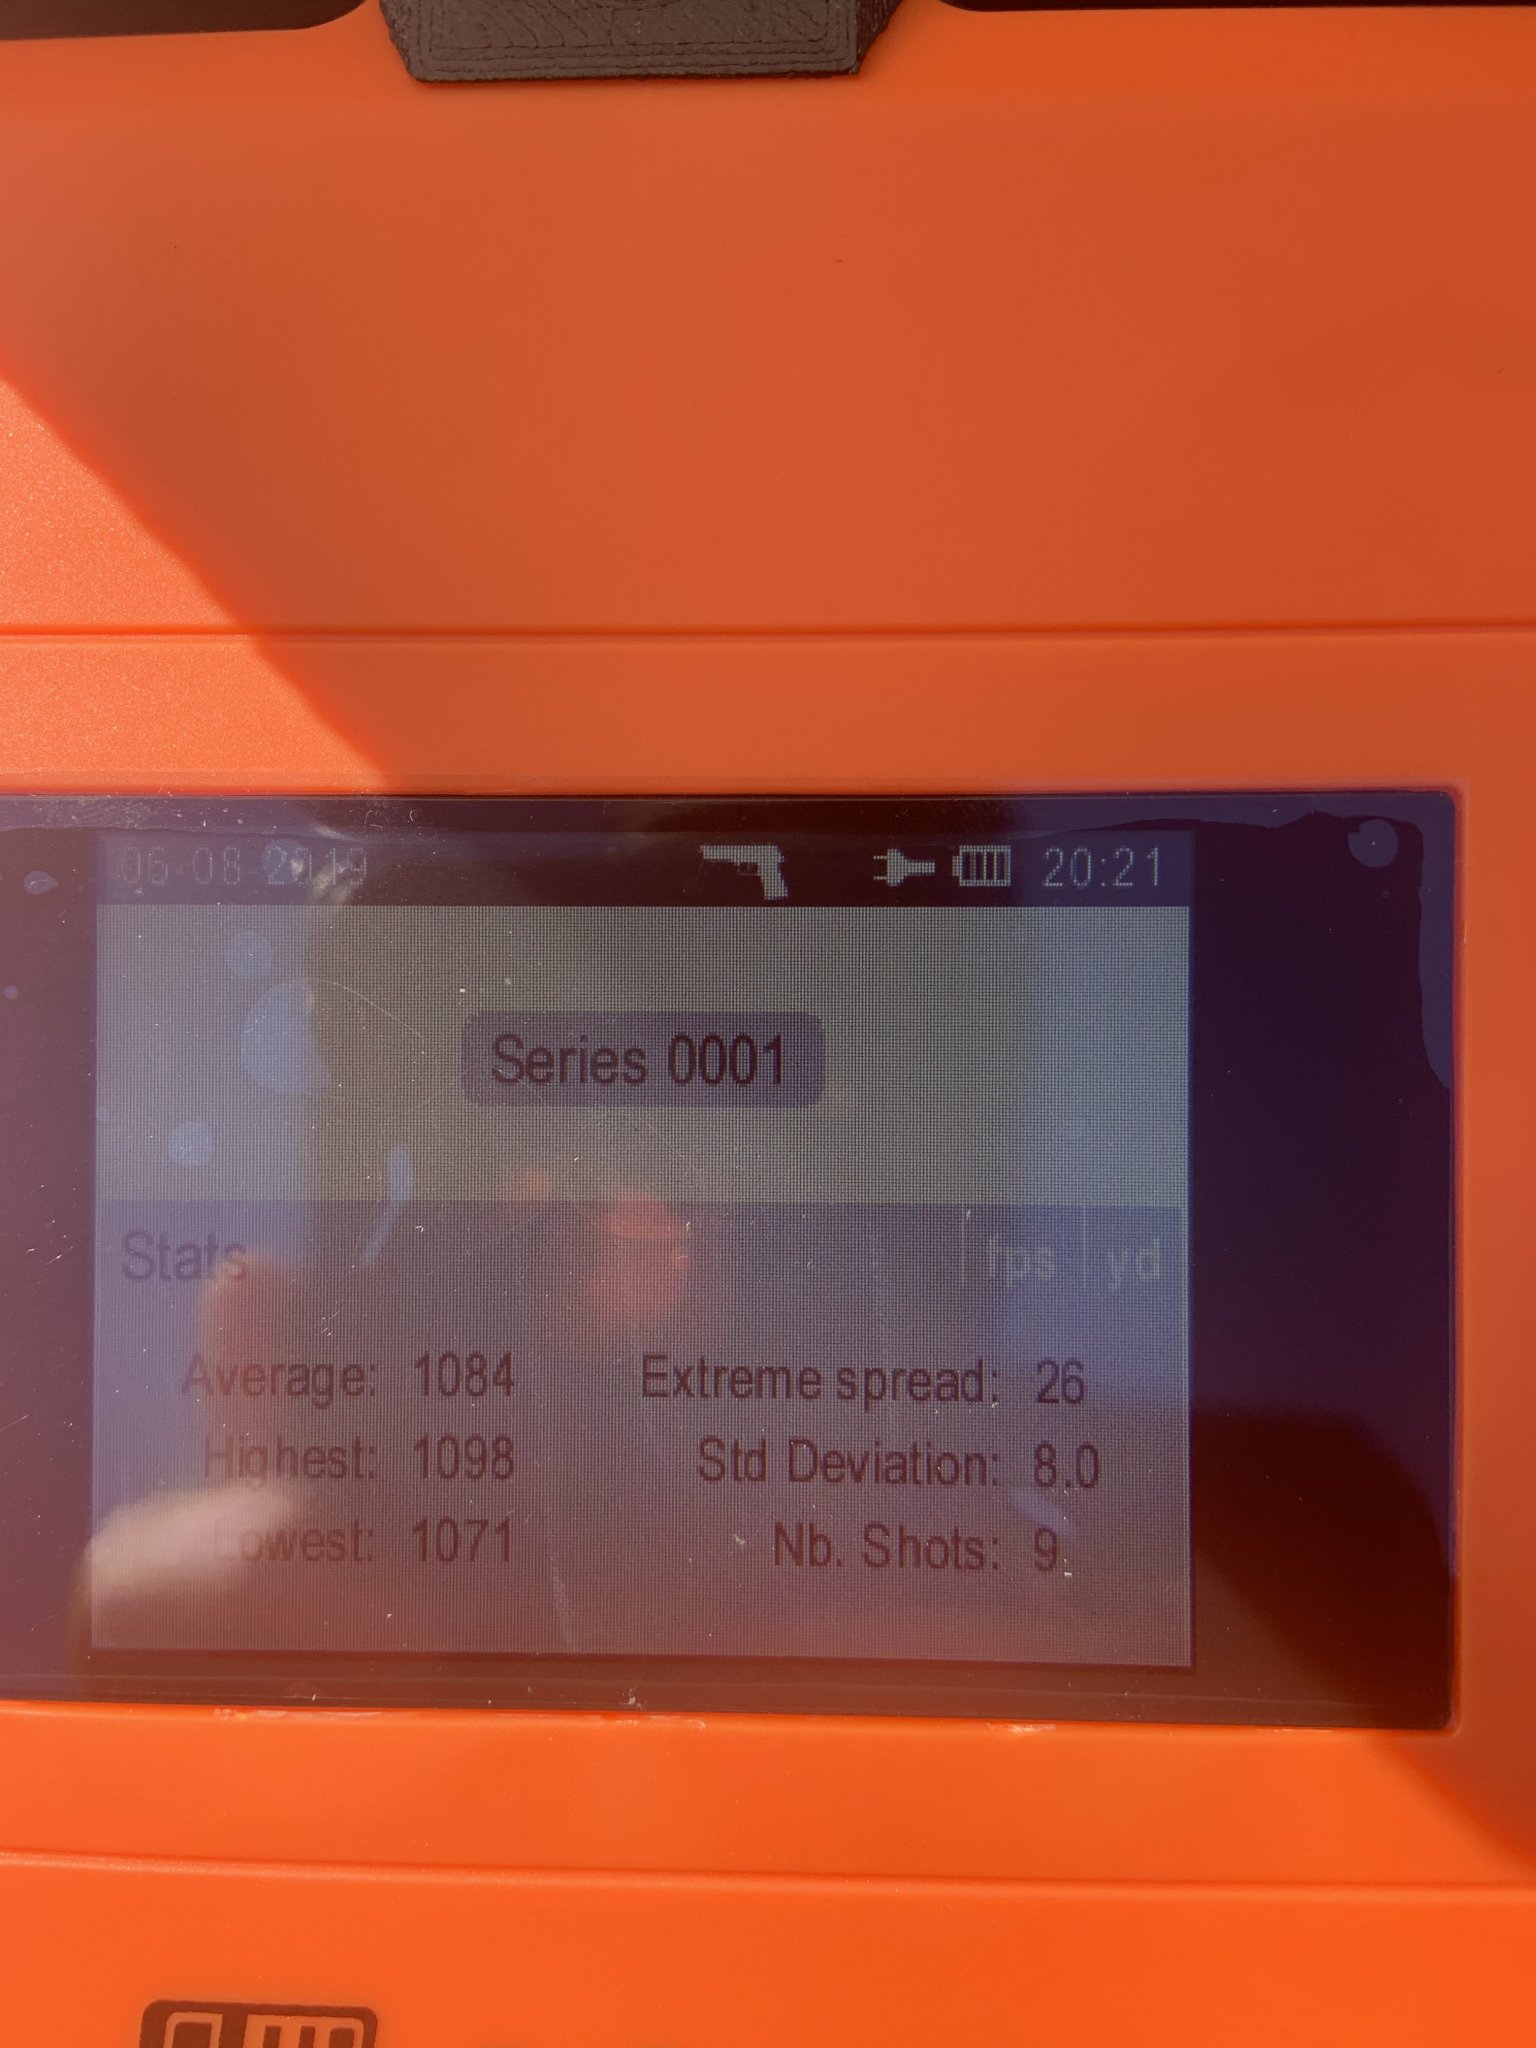 06 08 2019 20:21
Series 0001
Stats fps yd
Average: 1084 Extreme spread: 26
Highest: 1098 Std Deviation: 8.0
Lowest: 1071 Nb. Shots: 9